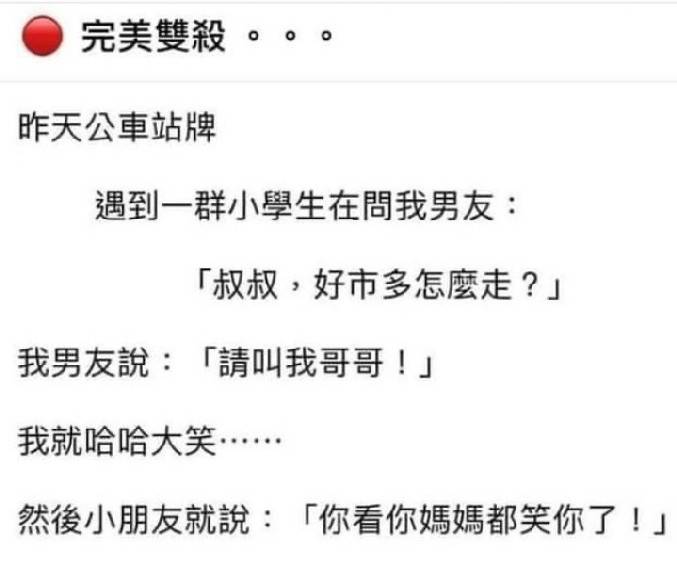 🔴 完美雙殺 。。。
昨天公車站牌
遇到一群小學生在問我男友：
「叔叔，好市多怎麼走？」
我男友說：「請叫我哥哥！」
我就哈哈大笑……
然後小朋友就說：「你看你媽媽都笑你了！」